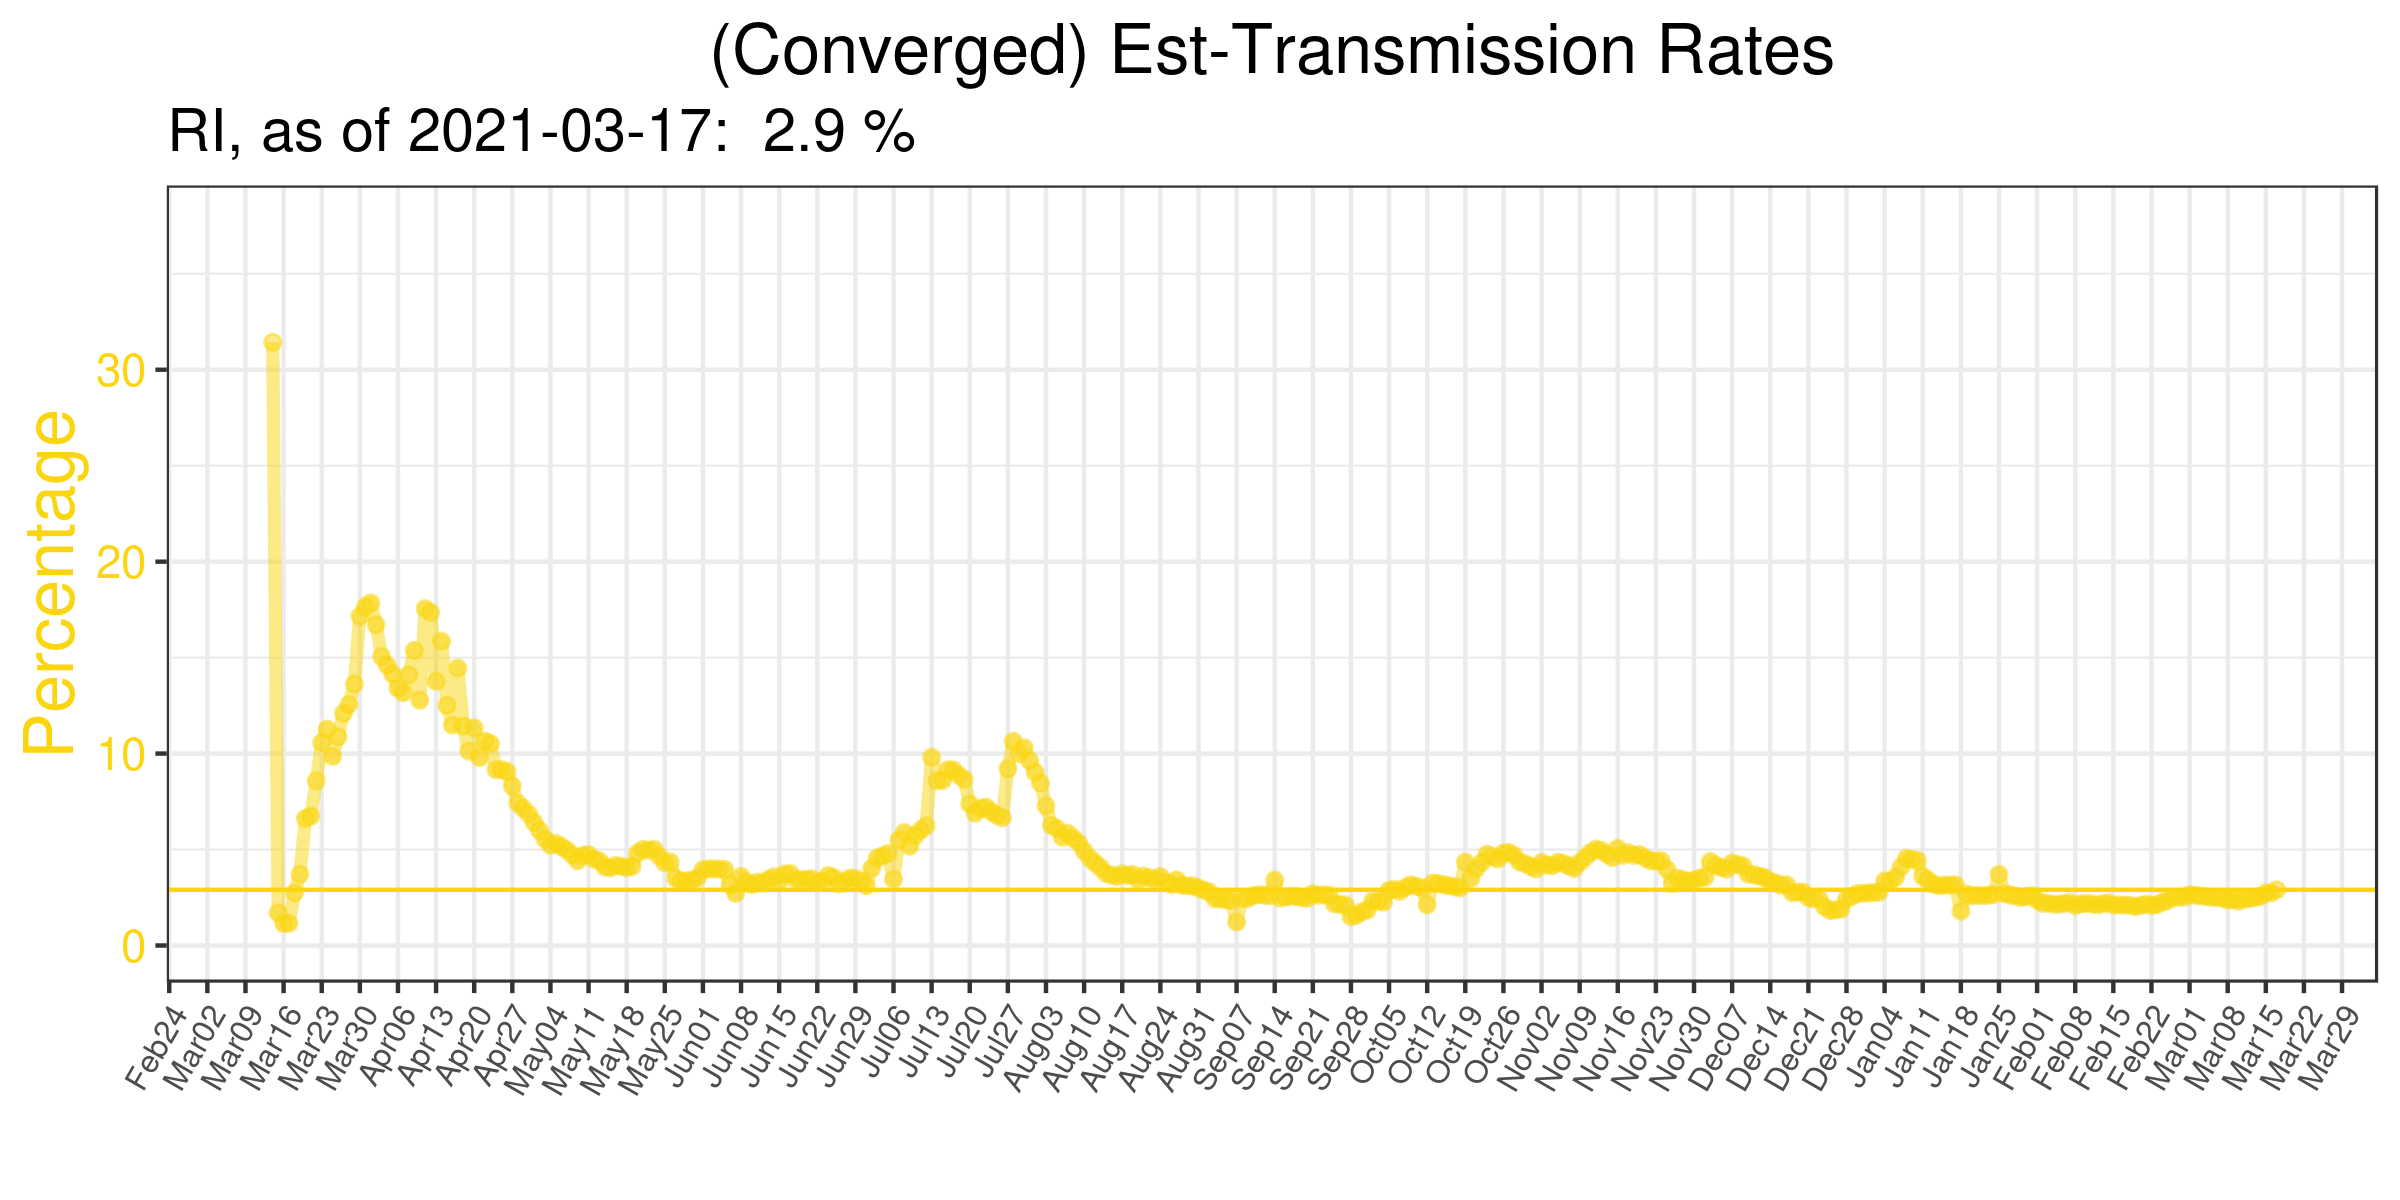 (Converged) Est-Transmission Rates
RI, as of 2021-03-17:  2.9 %
Percentage
30
20
10
0
Feb24
Mar02
Mar09
Mar16
Mar23
Mar30
Apr06
Apr13
Apr20
Apr27
May04
May11
May18
May25
Jun01
Jun08
Jun15
Jun22
Jun29
Jul06
Jul13
Jul20
Jul27
Aug03
Aug10
Aug17
Aug24
Aug31
Sep07
Sep14
Sep21
Sep28
Oct05
Oct12
Oct19
Oct26
Nov02
Nov09
Nov16
Nov23
Nov30
Dec07
Dec14
Dec21
Dec28
Jan04
Jan11
Jan18
Jan25
Feb01
Feb08
Feb15
Feb22
Mar01
Mar08
Mar15
Mar22
Mar29